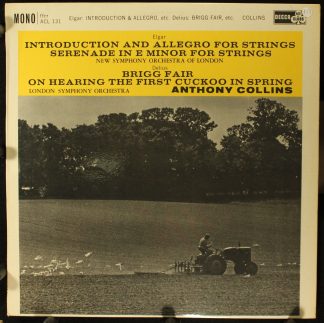 MONO
ACL 131
Elgar: INTRODUCTION & ALLEGRO, etc. Delius: BRIGG FAIR, etc. COLLINS
DECCA
Elgar
INTRODUCTION AND ALLEGRO FOR STRINGS
SERENADE IN E MINOR FOR STRINGS
NEW SYMPHONY ORCHESTRA OF LONDON
Delius
BRIGG FAIR
ON HEARING THE FIRST CUCKOO IN SPRING
LONDON SYMPHONY ORCHESTRA
ANTHONY COLLINS